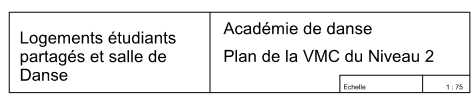 Logements étudiants
partagés et salle de
Danse
Académie de danse
Plan de la VMC du Niveau 2
Echelle 1 : 75